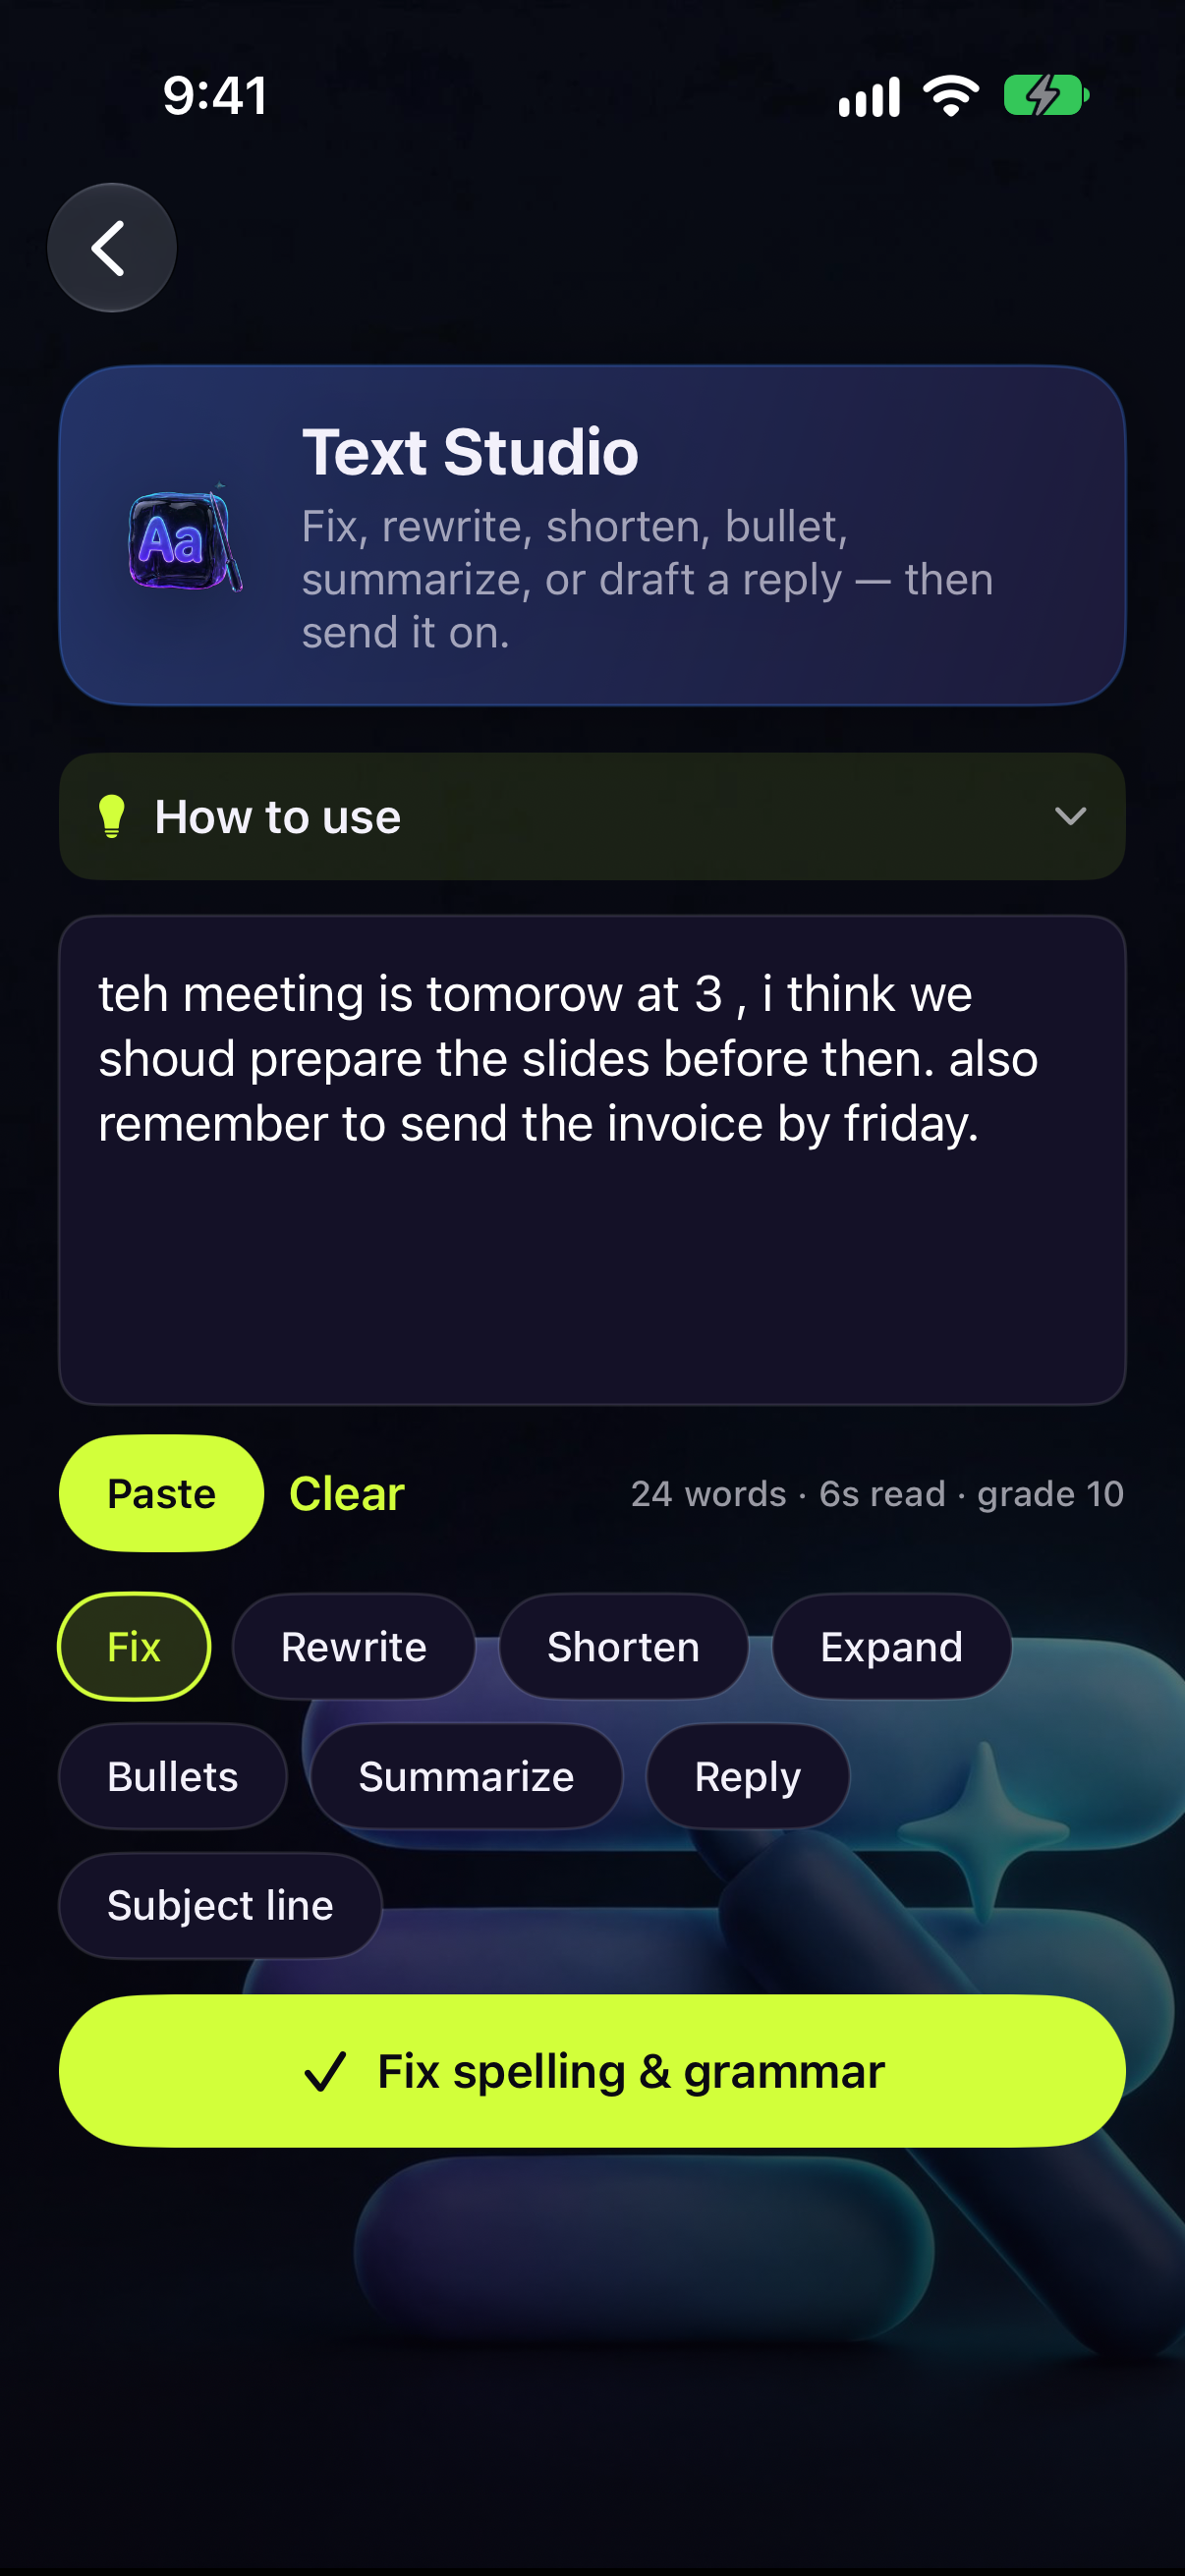 9:41
Text Studio
Fix, rewrite, shorten, bullet,
summarize, or draft a reply — then
send it on.
Aa
How to use
teh meeting is tomorow at 3 , i think we
shoud prepare the slides before then. also
remember to send the invoice by friday.
Paste Clear 24 words · 6s read · grade 10
Fix Rewrite Shorten Expand
Bullets Summarize Reply
Subject line
Fix spelling & grammar